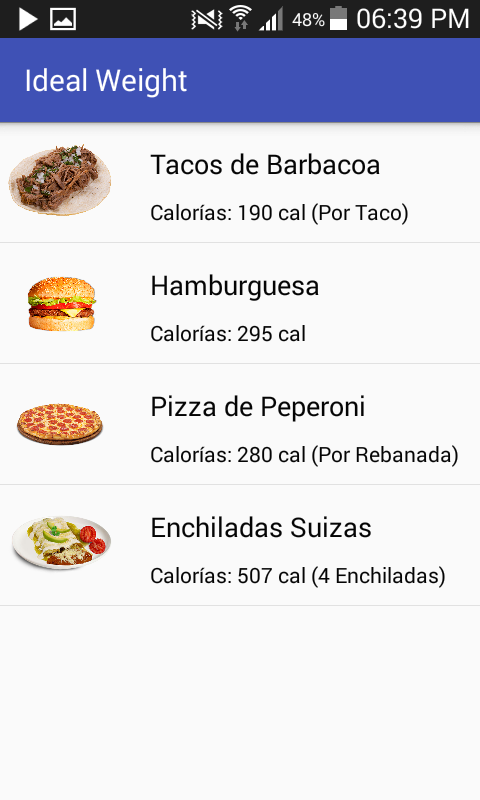 48% 06:39 PM
Ideal Weight
Tacos de Barbacoa
Calorías: 190 cal (Por Taco)
Hamburguesa
Calorías: 295 cal
Pizza de Peperoni
Calorías: 280 cal (Por Rebanada)
Enchiladas Suizas
Calorías: 507 cal (4 Enchiladas)